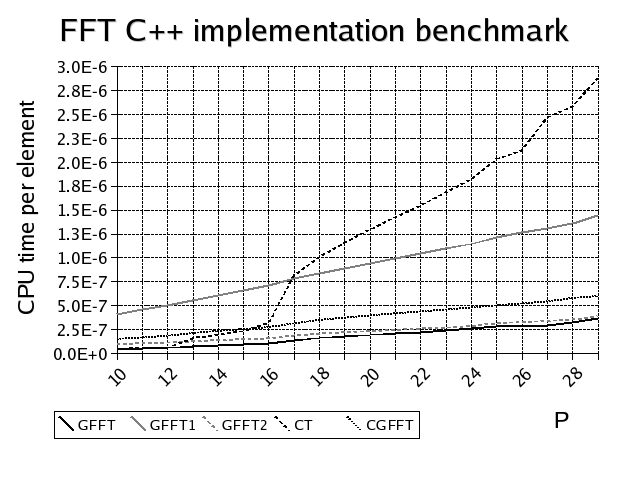 FFT C++ implementation benchmark
CPU time per element
3.0E-6
2.8E-6
2.5E-6
2.3E-6
2.0E-6
1.8E-6
1.5E-6
1.3E-6
1.0E-6
7.5E-7
5.0E-7
2.5E-7
0.0E+0
10 12 14 16 18 20 22 24 26 28
P
GFFT GFFT1 GFFT2 CT CGFFT